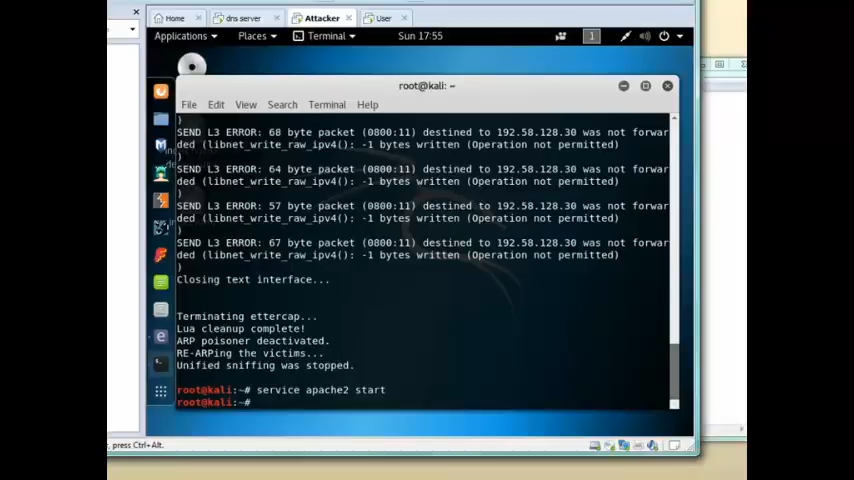 Home
dns server
Attacker
User
Applications
Places
Terminal
Sun 17:55
1
root@kali: ~
File Edit View Search Terminal Help
)
SEND L3 ERROR: 68 byte packet (0800:11) destined to 192.58.128.30 was not forwar
ded (libnet_write_raw_ipv4(): -1 bytes written (Operation not permitted)
)
SEND L3 ERROR: 64 byte packet (0800:11) destined to 192.58.128.30 was not forwar
ded (libnet_write_raw_ipv4(): -1 bytes written (Operation not permitted)
)
SEND L3 ERROR: 57 byte packet (0800:11) destined to 192.58.128.30 was not forwar
ded (libnet_write_raw_ipv4(): -1 bytes written (Operation not permitted)
)
SEND L3 ERROR: 67 byte packet (0800:11) destined to 192.58.128.30 was not forwar
ded (libnet_write_raw_ipv4(): -1 bytes written (Operation not permitted)
)
Closing text interface...
Terminating ettercap...
Lua cleanup complete!
ARP poisoner deactivated.
RE-ARPing the victims...
Unified sniffing was stopped.
root@kali:~# service apache2 start
root@kali:~#
, press Ctrl+Alt.